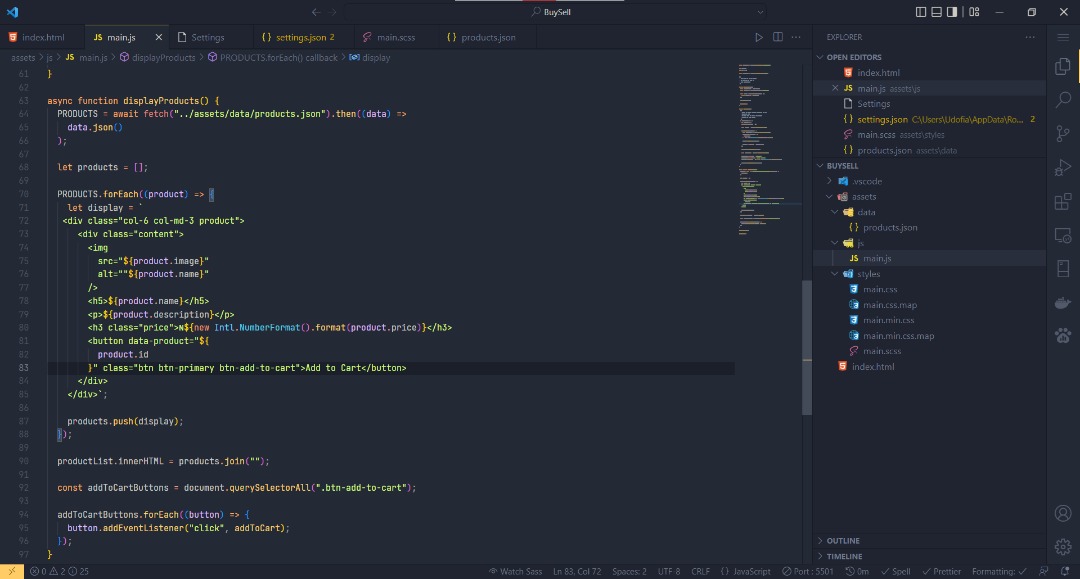 BuySell
index.html
JS main.js
Settings
{} settings.json 2
main.scss
{} products.json
assets > js > JS main.js > displayProducts > PRODUCTS.forEach() callback > display
61 }
62
63 async function displayProducts() {
64 PRODUCTS = await fetch("../assets/data/products.json").then((data) =>
65 data.json()
66 );
67
68 let products = [];
69
70 PRODUCTS.forEach((product) => {
71 let display = `
72 <div class="col-6 col-md-3 product">
73 <div class="content">
74 <img
75 src="${product.image}"
76 alt=""${product.name}"
77 />
78 <h5>${product.name}</h5>
79 <p>${product.description}</p>
80 <h3 class="price">₦${new Intl.NumberFormat().format(product.price)}</h3>
81 <button data-product="${
82 product.id
83 }" class="btn btn-primary btn-add-to-cart">Add to Cart</button>
84 </div>
85 </div>`;
86
87 products.push(display);
88 });
89
90 productList.innerHTML = products.join("");
91
92 const addToCartButtons = document.querySelectorAll(".btn-add-to-cart");
93
94 addToCartButtons.forEach((button) => {
95 button.addEventListener("click", addToCart);
96 });
97 }
EXPLORER
OPEN EDITORS
index.html
JS main.js assets\js
Settings
{} settings.json C:\Users\Udofia\AppData\Ro... 2
main.scss assets\styles
{} products.json assets\data
BUYSELL
.vscode
assets
data
{} products.json
js
JS main.js
styles
main.css
main.css.map
main.min.css
main.min.css.map
main.scss
index.html
OUTLINE
TIMELINE
0 2 25
Watch Sass
Ln 83, Col 72
Spaces: 2
UTF-8
CRLF
{} JavaScript
Port : 5501
0m
Spell
Prettier
Formatting: